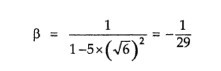 β = 1 / (1−5×(√6)²) = −1/29